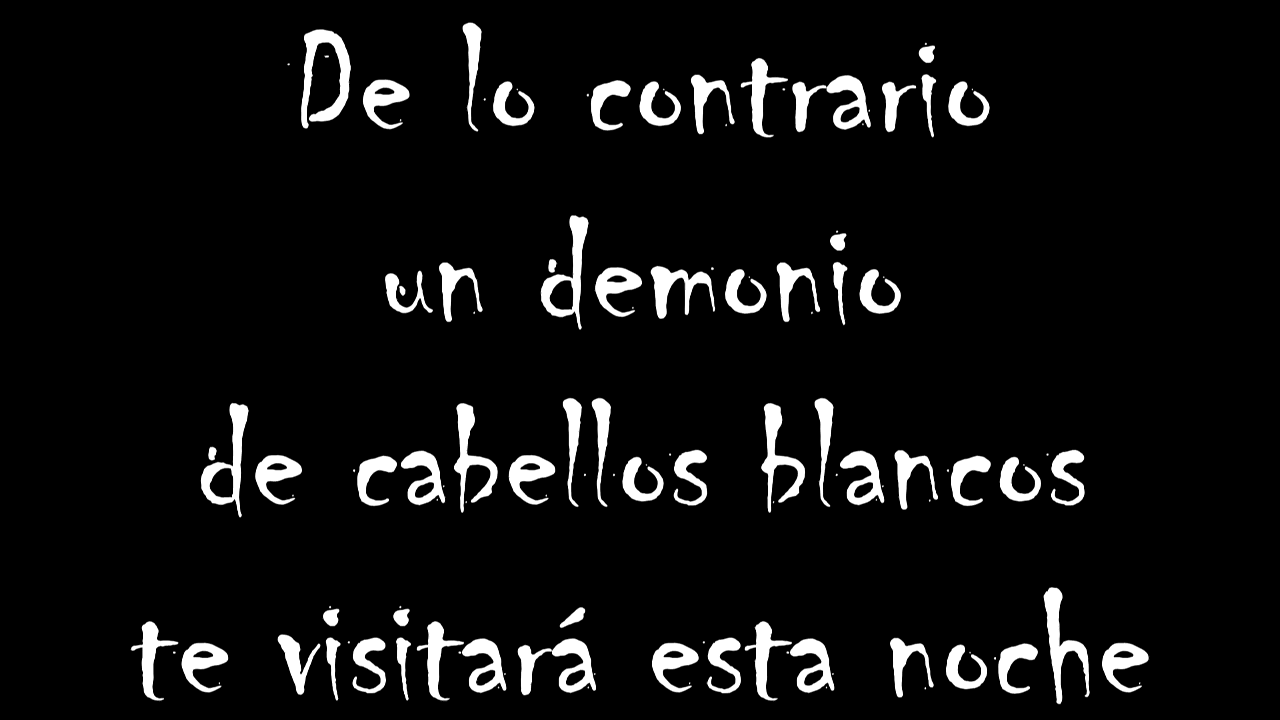 De lo contrario
un demonio
de cabellos blancos
te visitará esta noche